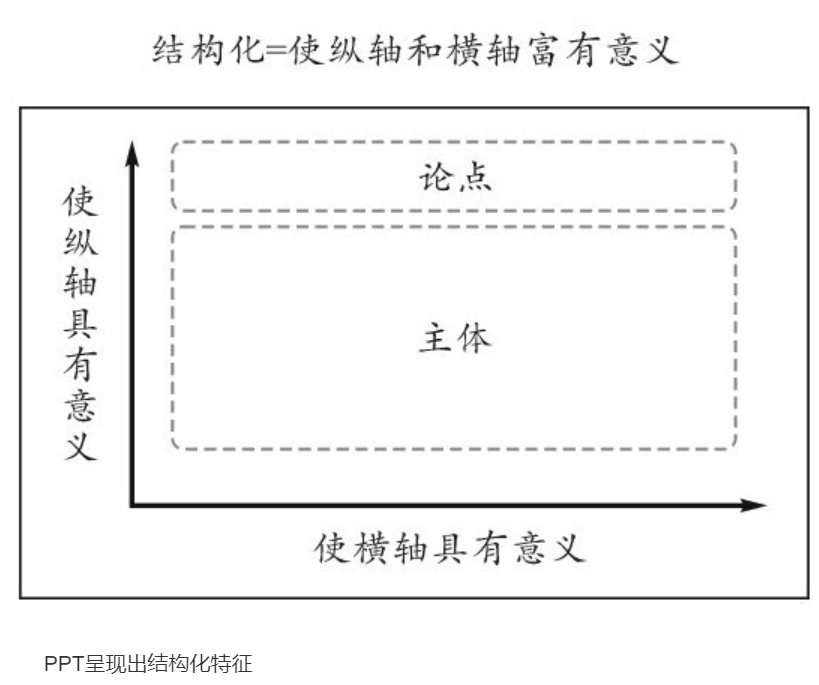 结构化=使纵轴和横轴富有意义
使纵轴具有意义
论点
主体
使横轴具有意义
PPT呈现出结构化特征